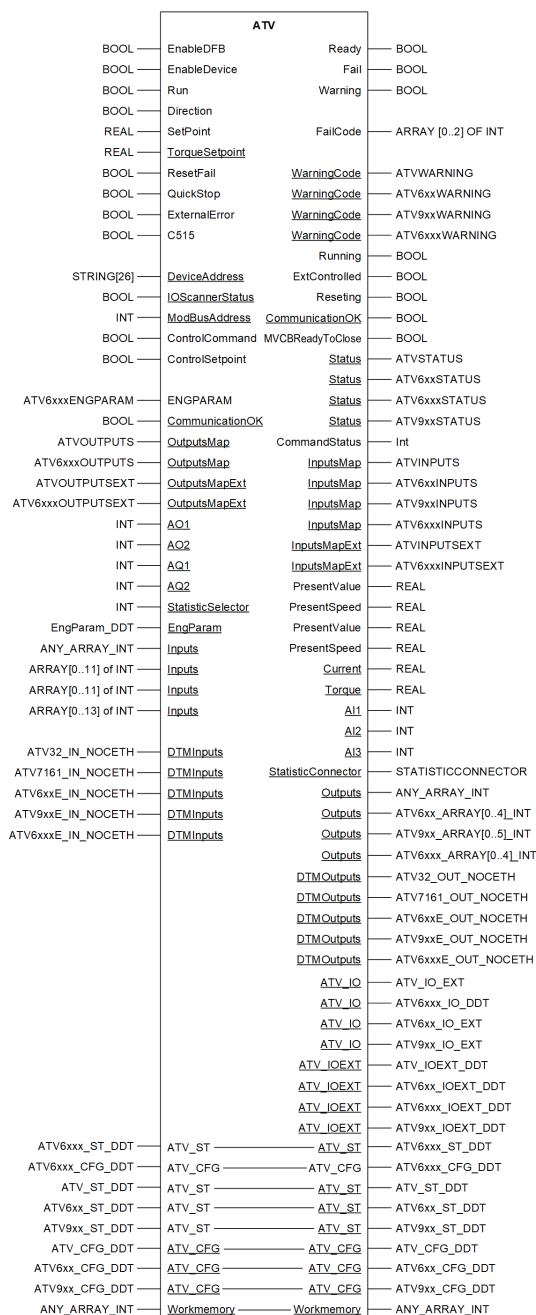 ATV
BOOL EnableDFB Ready BOOL
BOOL EnableDevice Fail BOOL
BOOL Run Warning BOOL
BOOL Direction
REAL SetPoint FailCode ARRAY [0..2] OF INT
REAL TorqueSetpoint
BOOL ResetFail WarningCode ATVWARNING
BOOL QuickStop WarningCode ATV6xxWARNING
BOOL ExternalError WarningCode ATV9xxWARNING
BOOL C515 WarningCode ATV6xxxWARNING
Running BOOL
STRING[26] DeviceAddress ExtControlled BOOL
BOOL IOScannerStatus Reseting BOOL
INT ModBusAddress CommunicationOK BOOL
BOOL ControlCommand MVCBReadyToClose BOOL
BOOL ControlSetpoint Status ATVSTATUS
Status ATV6xxSTATUS
ATV6xxxENGPARAM ENGPARAM Status ATV6xxxSTATUS
BOOL CommunicationOK Status ATV9xxSTATUS
ATVOUTPUTS OutputsMap CommandStatus Int
ATV6xxxOUTPUTS OutputsMap InputsMap ATVINPUTS
ATVOUTPUTSEXT OutputsMapExt InputsMap ATV6xxINPUTS
ATV6xxxOUTPUTSEXT OutputsMapExt InputsMap ATV9xxINPUTS
INT AO1 InputsMap ATV6xxxINPUTS
INT AO2 InputsMapExt ATVINPUTSEXT
INT AQ1 InputsMapExt ATV6xxxINPUTSEXT
INT AQ2 PresentValue REAL
INT StatisticSelector PresentSpeed REAL
EngParam_DDT EngParam PresentValue REAL
ANY_ARRAY_INT Inputs PresentSpeed REAL
ARRAY[0..11] of INT Inputs Current REAL
ARRAY[0..11] of INT Inputs Torque REAL
ARRAY[0..13] of INT Inputs AI1 INT
AI2 INT
ATV32_IN_NOCETH DTMInputs AI3 INT
ATV7161_IN_NOCETH DTMInputs StatisticConnector STATISTICCONNECTOR
ATV6xxE_IN_NOCETH DTMInputs Outputs ANY_ARRAY_INT
ATV9xxE_IN_NOCETH DTMInputs Outputs ATV6xx_ARRAY[0..4]_INT
ATV6xxxE_IN_NOCETH DTMInputs Outputs ATV9xx_ARRAY[0..5]_INT
Outputs ATV6xxx_ARRAY[0..4]_INT
DTMOutputs ATV32_OUT_NOCETH
DTMOutputs ATV7161_OUT_NOCETH
DTMOutputs ATV6xxE_OUT_NOCETH
DTMOutputs ATV9xxE_OUT_NOCETH
DTMOutputs ATV6xxxE_OUT_NOCETH
ATV_IO ATV_IO_EXT
ATV_IO ATV6xxx_IO_DDT
ATV_IO ATV6xx_IO_EXT
ATV_IO ATV9xx_IO_EXT
ATV_IOEXT ATV_IOEXT_DDT
ATV_IOEXT ATV6xx_IOEXT_DDT
ATV_IOEXT ATV6xxx_IOEXT_DDT
ATV_IOEXT ATV9xx_IOEXT_DDT
ATV6xxx_ST_DDT ATV_ST ATV_ST ATV6xxx_ST_DDT
ATV6xxx_CFG_DDT ATV_CFG ATV_CFG ATV6xxx_CFG_DDT
ATV_ST_DDT ATV_ST ATV_ST ATV_ST_DDT
ATV6xx_ST_DDT ATV_ST ATV_ST ATV6xx_ST_DDT
ATV9xx_ST_DDT ATV_ST ATV_ST ATV9xx_ST_DDT
ATV_CFG_DDT ATV_CFG ATV_CFG ATV_CFG_DDT
ATV6xx_CFG_DDT ATV_CFG ATV_CFG ATV6xx_CFG_DDT
ATV9xx_CFG_DDT ATV_CFG ATV_CFG ATV9xx_CFG_DDT
ANY_ARRAY_INT Workmemory Workmemory ANY_ARRAY_INT